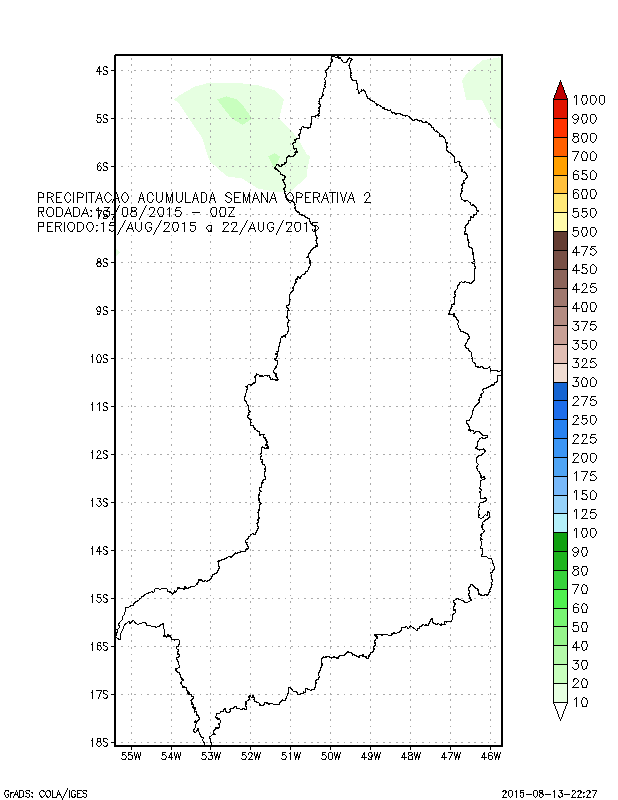 4S
5S
6S
PRECIPITACAO ACUMULADA SEMANA OPERATIVA 2
RODADA:13/08/2015 - 00Z
7S
PERIODO:15/AUG/2015 a 22/AUG/2015
8S
9S
10S
11S
12S
13S
14S
15S
16S
17S
18S
55W 54W 53W 52W 51W 50W 49W 48W 47W 46W
1000
900
800
700
650
600
550
500
475
450
425
400
375
350
325
300
275
250
225
200
175
150
125
100
90
80
70
60
50
40
30
20
10
GrADS: COLA/IGES
2015-08-13-22:27